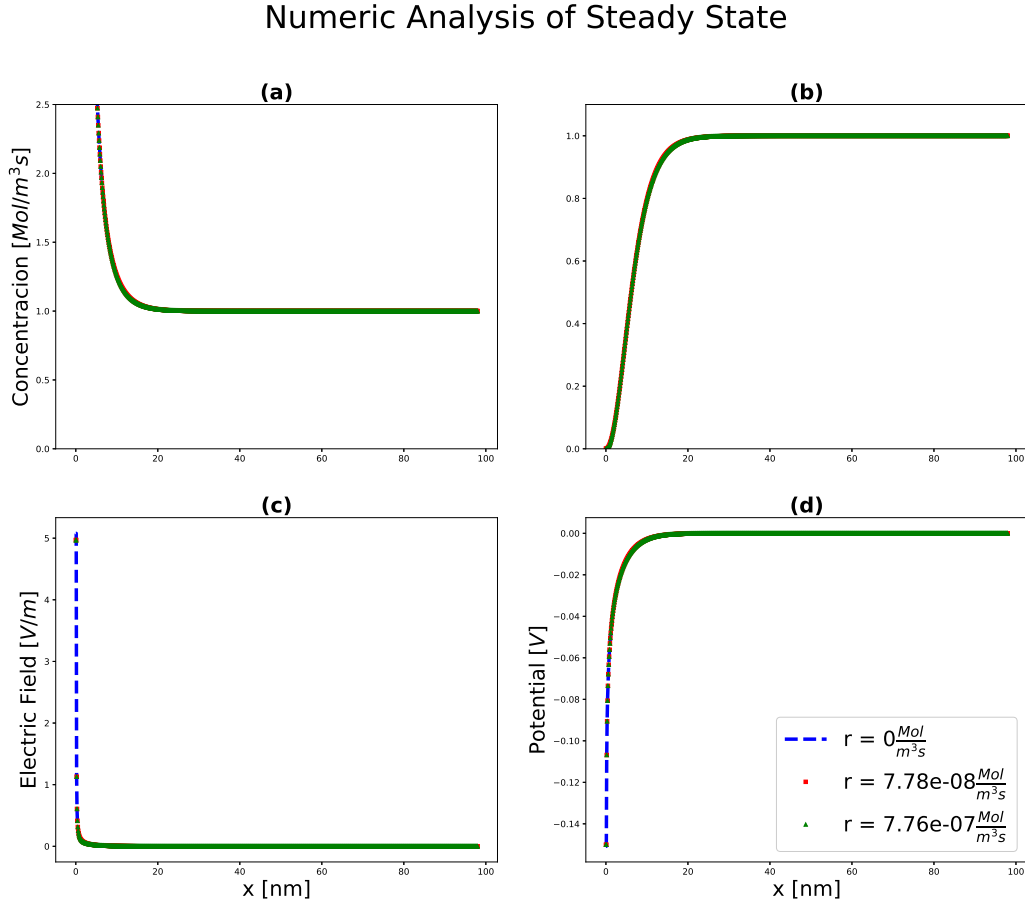 Numeric Analysis of Steady State
(a)
(b)
Concentracion [Mol/m³s]
2.5
2.0
1.5
1.0
0.5
0.0
0 20 40 60 80 100
1.0
0.8
0.6
0.4
0.2
0.0
0 20 40 60 80 100
(c)
(d)
Electric Field [V/m]
5
4
3
2
1
0
0 20 40 60 80 100
x [nm]
Potential [V]
0.00
−0.02
−0.04
−0.06
−0.08
−0.10
−0.12
−0.14
r = 0 Mol/m³s
r = 7.78e-08 Mol/m³s
r = 7.76e-07 Mol/m³s
0 20 40 60 80 100
x [nm]